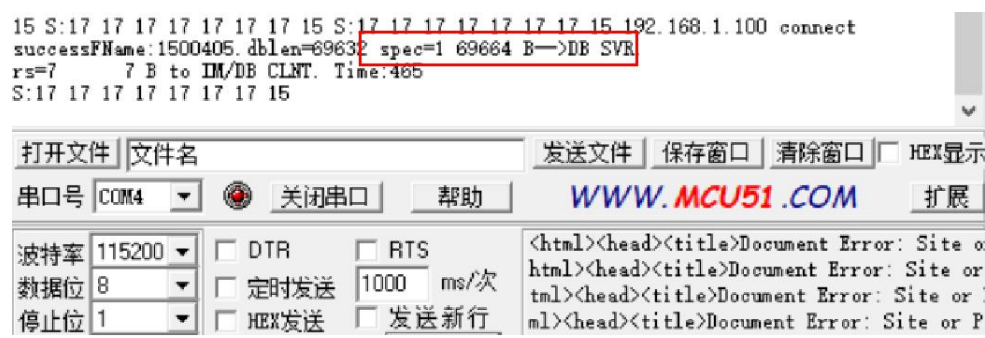 15 S:17 17 17 17 17 17 17 15 S:17 17 17 17 17 17 17 15 192.168.1.100 connect
successFName:1500405.dblen=69632 spec=1 69664 B—>DB SVR
rs=7 7 B to IM/DB CLNT. Time:465
S:17 17 17 17 17 17 17 15
打开文件 文件名 发送文件 保存窗口 清除窗口 HEX显示
串口号 COM4 关闭串口 帮助 WWW.MCU51.COM 扩展
波特率 115200 DTR RTS
数据位 8 定时发送 1000 ms/次
停止位 1 HEX发送 发送新行
<html><head><title>Document Error: Site o
html><head><title>Document Error: Site or
tml><head><title>Document Error: Site or
ml><head><title>Document Error: Site or P